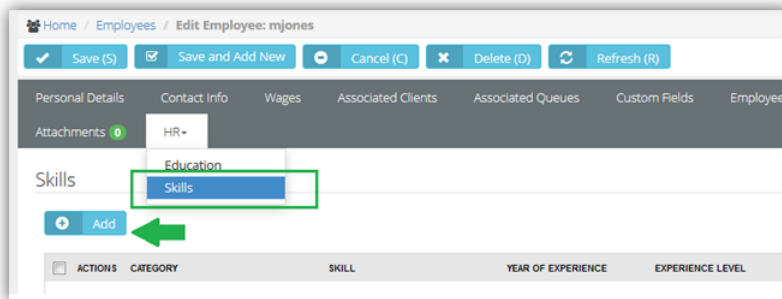 Home / Employees / Edit Employee: mjones
Save (S) Save and Add New Cancel (C) Delete (D) Refresh (R)
Personal Details Contact Info Wages Associated Clients Associated Queues Custom Fields Employee
Attachments 0 HR
Education
Skills
Skills
Add
ACTIONS CATEGORY SKILL YEAR OF EXPERIENCE EXPERIENCE LEVEL